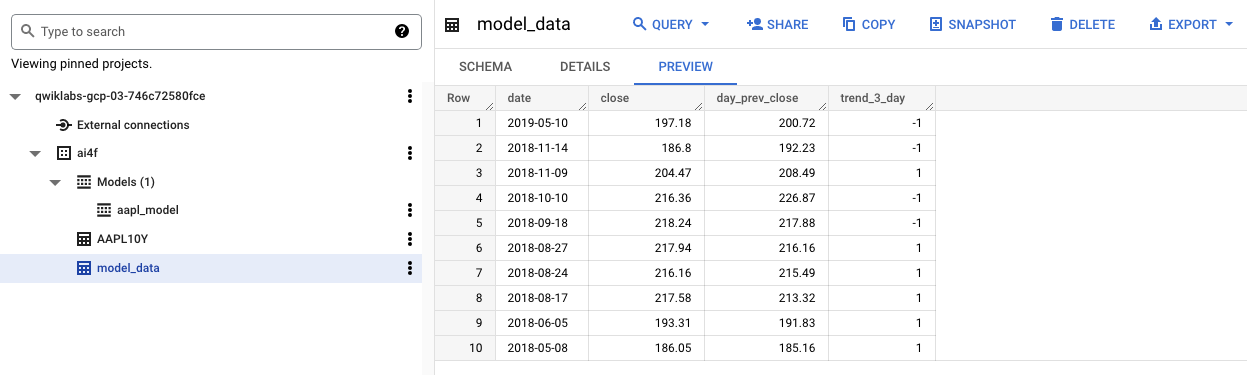 Type to search
?
Viewing pinned projects.
qwiklabs-gcp-03-746c72580fce
External connections
ai4f
Models (1)
aapl_model
AAPL10Y
model_data
model_data QUERY SHARE COPY SNAPSHOT DELETE EXPORT
SCHEMA DETAILS PREVIEW
Row date close day_prev_close trend_3_day
1 2019-05-10 197.18 200.72 -1
2 2018-11-14 186.8 192.23 -1
3 2018-11-09 204.47 208.49 1
4 2018-10-10 216.36 226.87 -1
5 2018-09-18 218.24 217.88 -1
6 2018-08-27 217.94 216.16 1
7 2018-08-24 216.16 215.49 1
8 2018-08-17 217.58 213.32 1
9 2018-06-05 193.31 191.83 1
10 2018-05-08 186.05 185.16 1